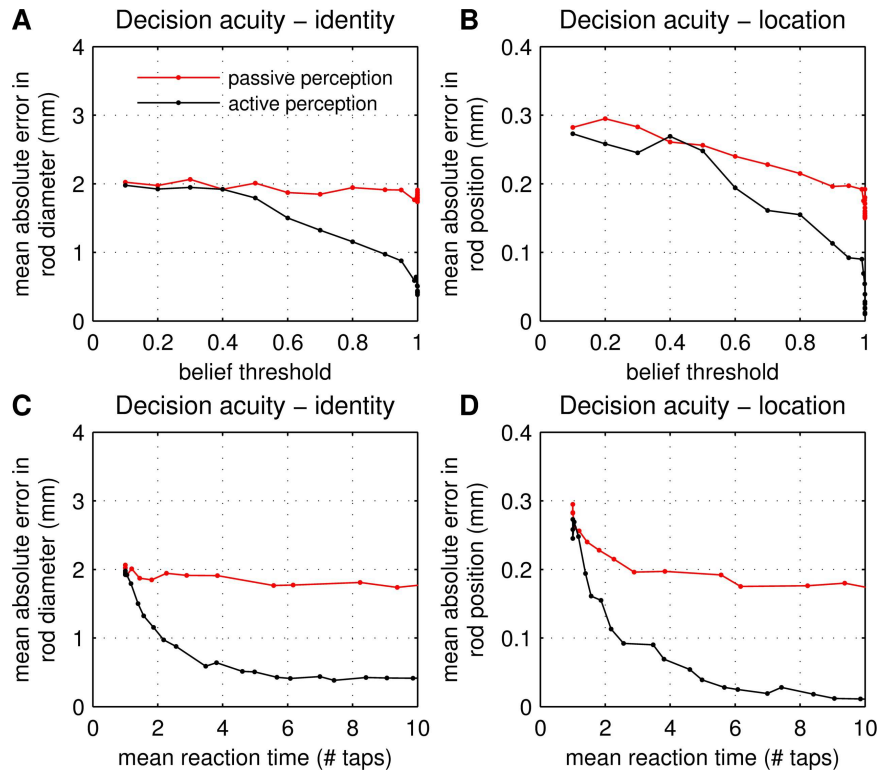 A
Decision acuity – identity
4
3
2
1
0
mean absolute error in
rod diameter (mm)
passive perception
active perception
0 0.2 0.4 0.6 0.8 1
belief threshold
B
Decision acuity – location
0.4
0.3
0.2
0.1
0
mean absolute error in
rod position (mm)
0 0.2 0.4 0.6 0.8 1
belief threshold
C
Decision acuity – identity
4
3
2
1
0
mean absolute error in
rod diameter (mm)
0 2 4 6 8 10
mean reaction time (# taps)
D
Decision acuity – location
0.4
0.3
0.2
0.1
0
mean absolute error in
rod position (mm)
0 2 4 6 8 10
mean reaction time (# taps)